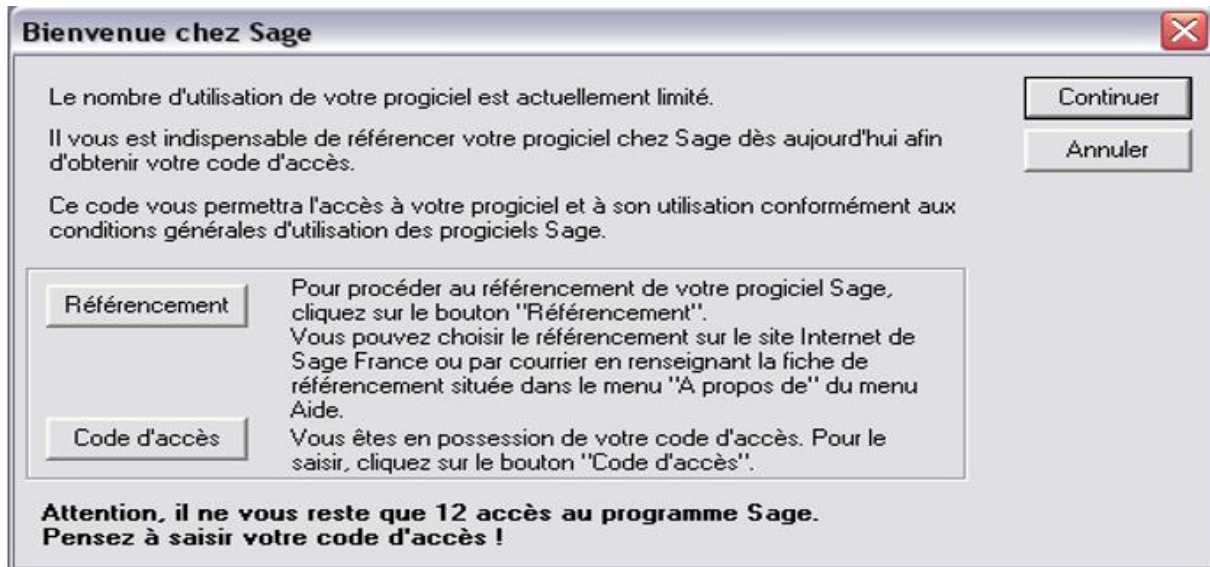 Bienvenue chez Sage
Le nombre d'utilisation de votre progiciel est actuellement limité.
Continuer
Il vous est indispensable de référencer votre progiciel chez Sage dès aujourd'hui afin
d'obtenir votre code d'accès.
Annuler
Ce code vous permettra l'accès à votre progiciel et à son utilisation conformément aux
conditions générales d'utilisation des progiciels Sage.
Référencement
Pour procéder au référencement de votre progiciel Sage,
cliquez sur le bouton "Référencement".
Vous pouvez choisir le référencement sur le site Internet de
Sage France ou par courrier en renseignant la fiche de
référencement située dans le menu "A propos de" du menu
Aide.
Code d'accès
Vous êtes en possession de votre code d'accès. Pour le
saisir, cliquez sur le bouton "Code d'accès".
Attention, il ne vous reste que 12 accès au programme Sage.
Pensez à saisir votre code d'accès !